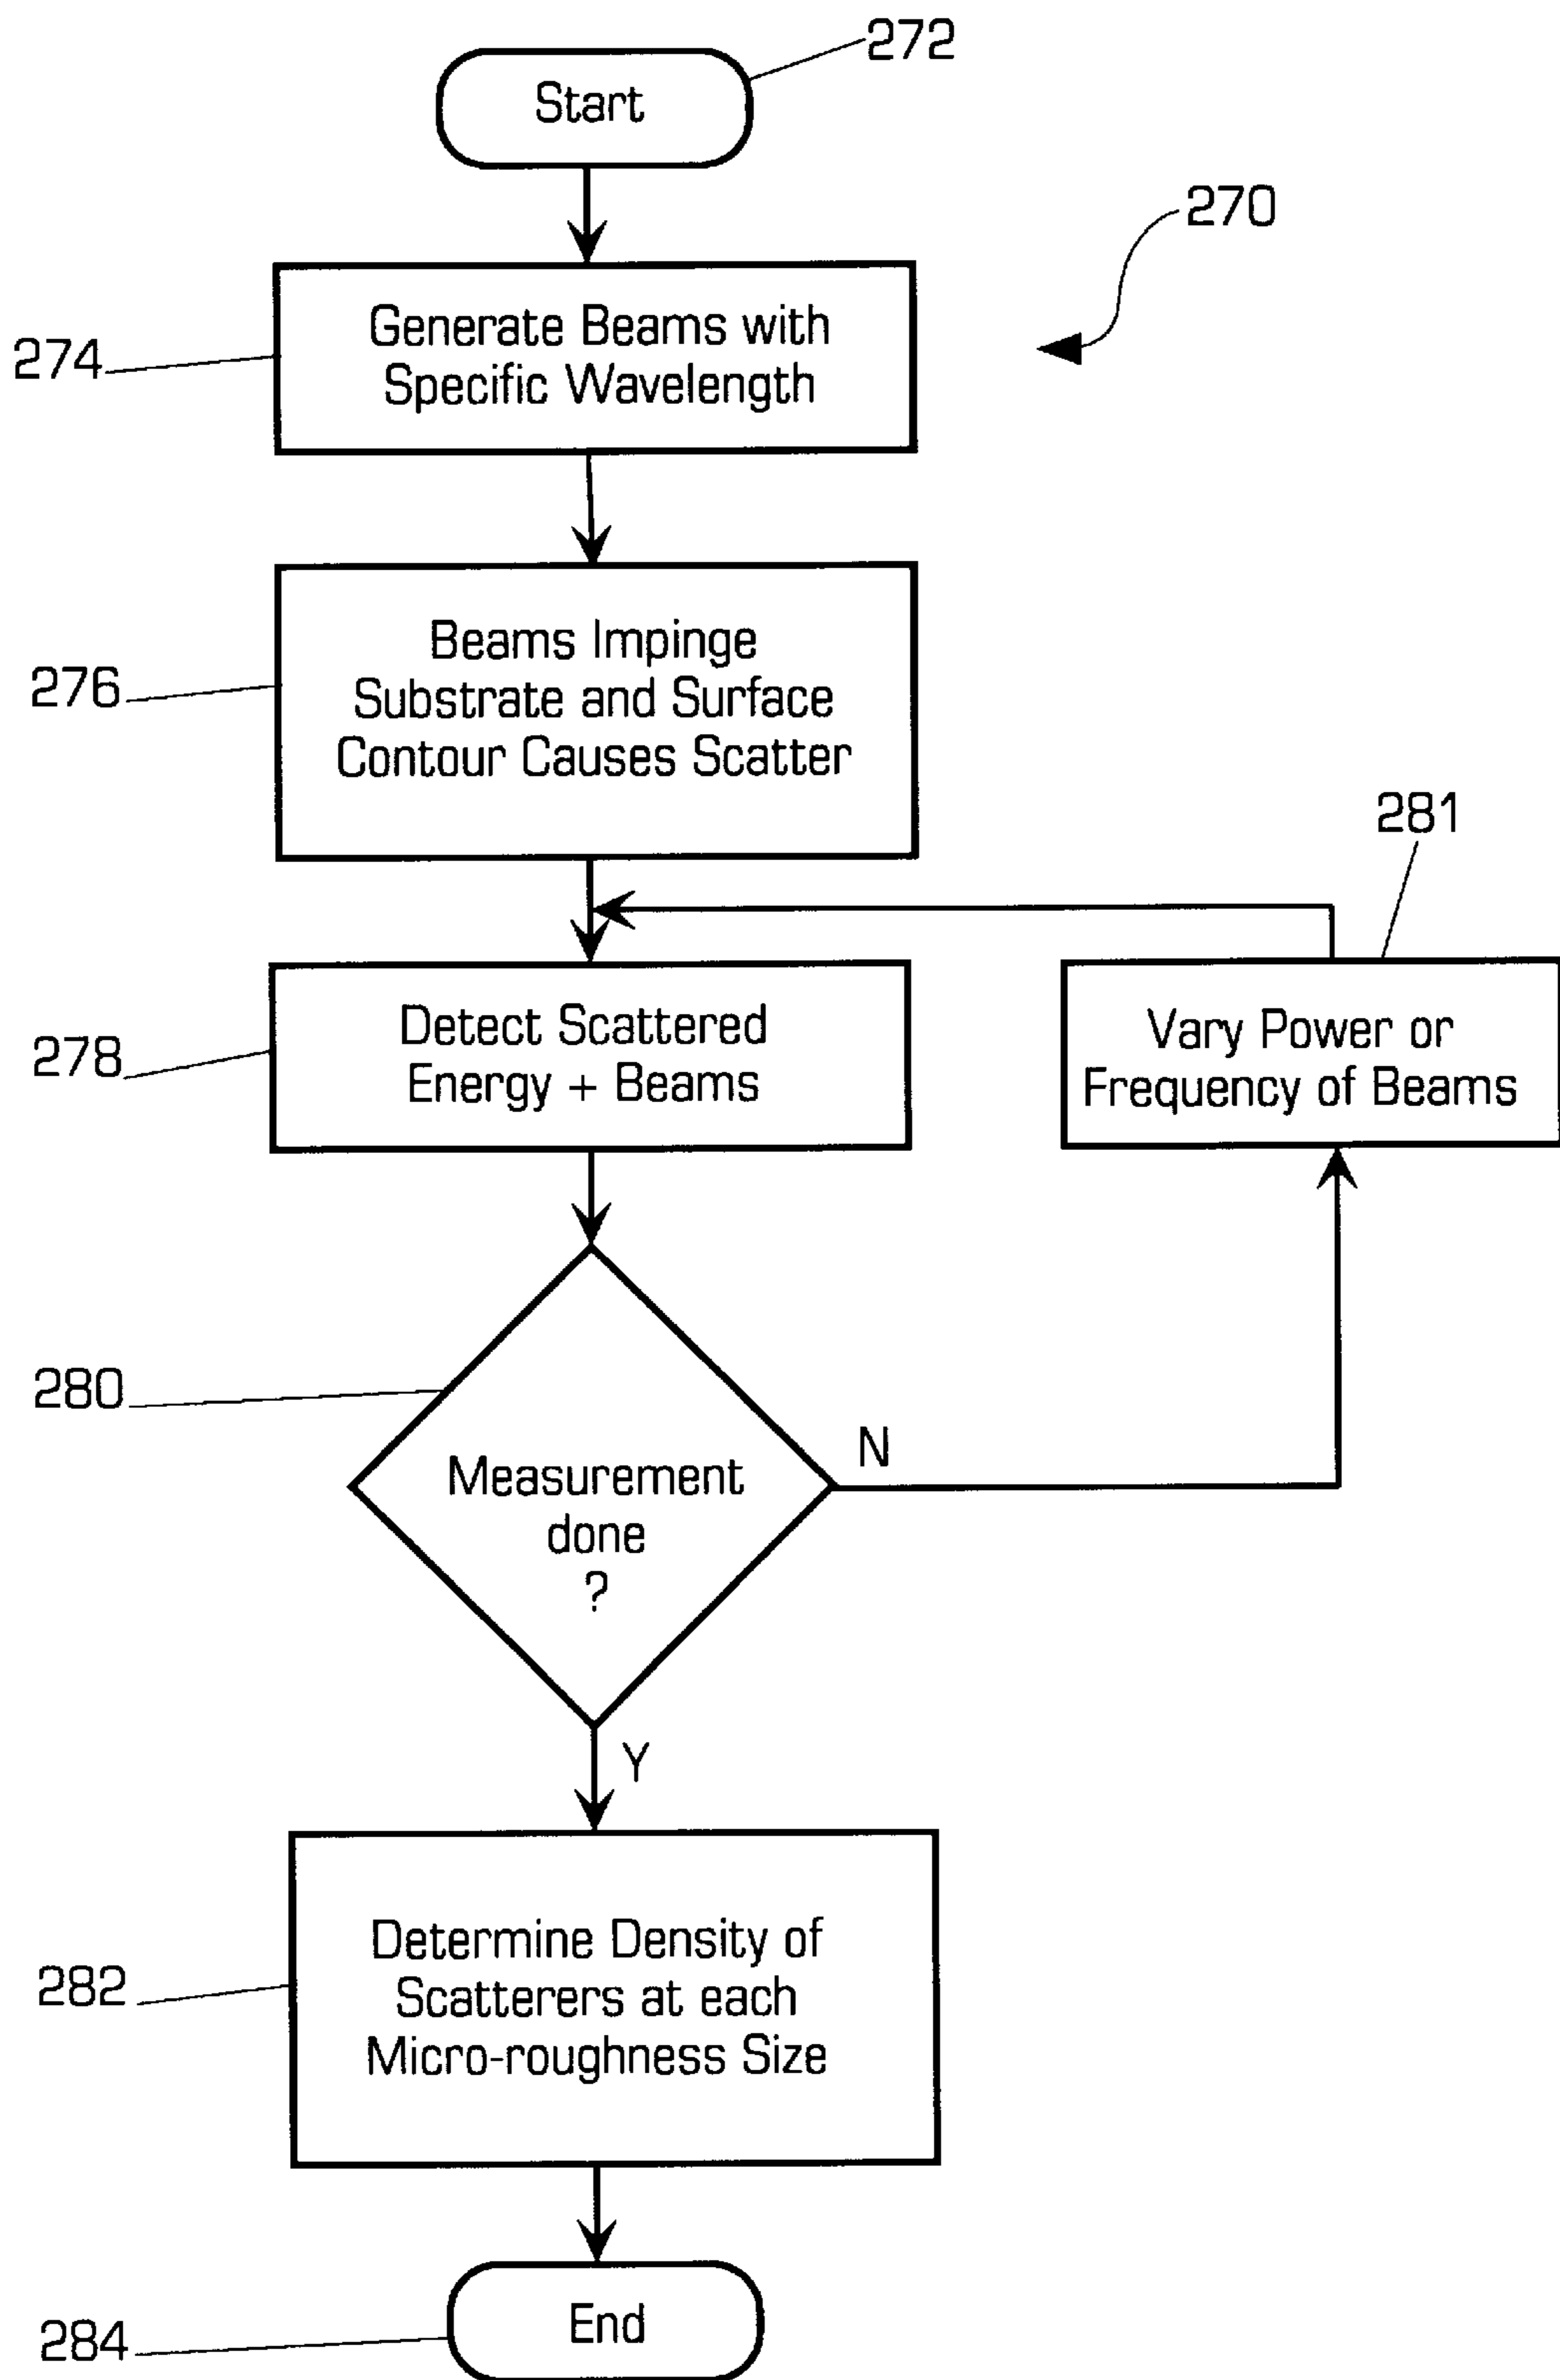 272
Start
270
274
Generate Beams with
Specific Wavelength
276
Beams Impinge
Substrate and Surface
Contour Causes Scatter
281
278
Detect Scattered
Energy + Beams
Vary Power or
Frequency of Beams
280
Measurement
done
?
N
Y
282
Determine Density of
Scatterers at each
Micro-roughness Size
284
End